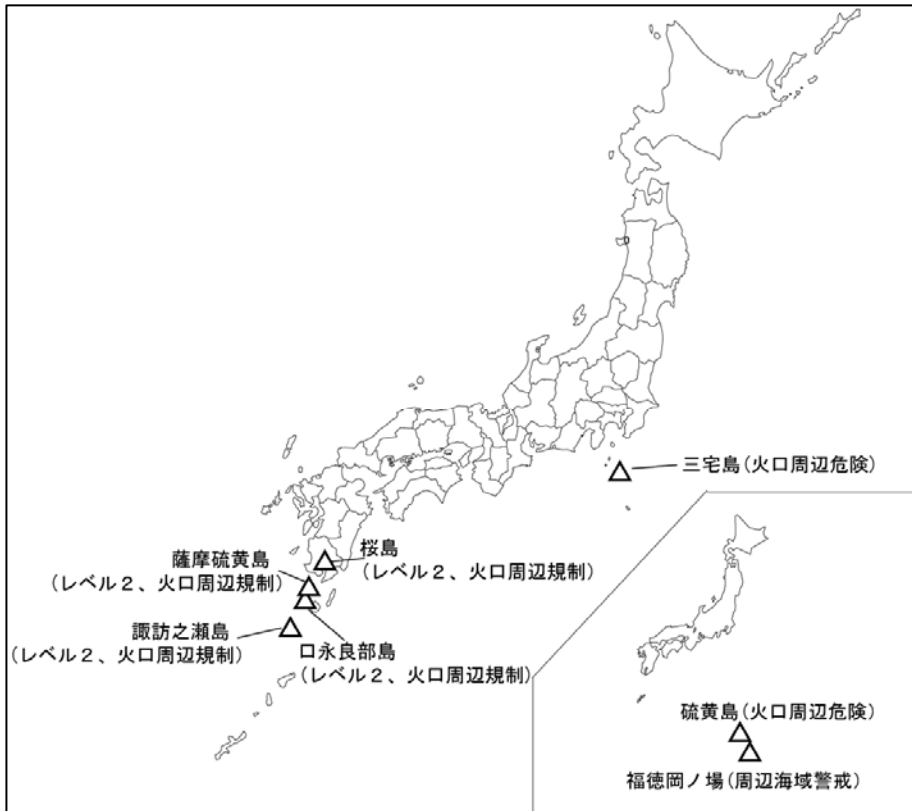 三宅島(火口周辺危険)
桜島
(レベル2、火口周辺規制)
薩摩硫黄島
(レベル2、火口周辺規制)
諏訪之瀬島
(レベル2、火口周辺規制)
口永良部島
(レベル2、火口周辺規制)
硫黄島(火口周辺危険)
福徳岡ノ場(周辺海域警戒)